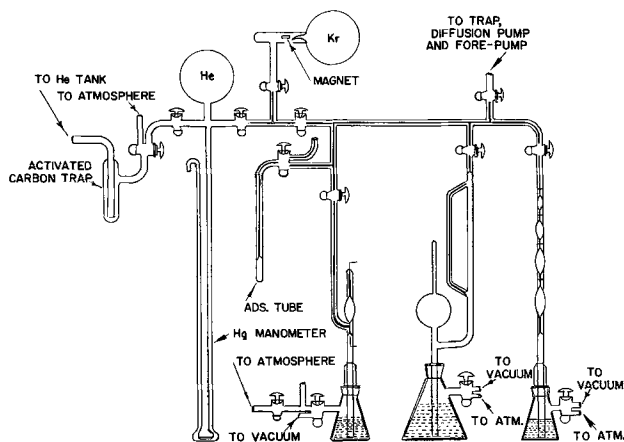 TO TRAP,
DIFFUSION PUMP
AND FORE-PUMP
Kr
MAGNET
He
TO He TANK
TO ATMOSPHERE
ACTIVATED
CARBON TRAP
ADS. TUBE
Hg MANOMETER
TO ATMOSPHERE
TO VACUUM
TO
VACUUM
TO ATM.
TO
VACUUM
TO
ATM.